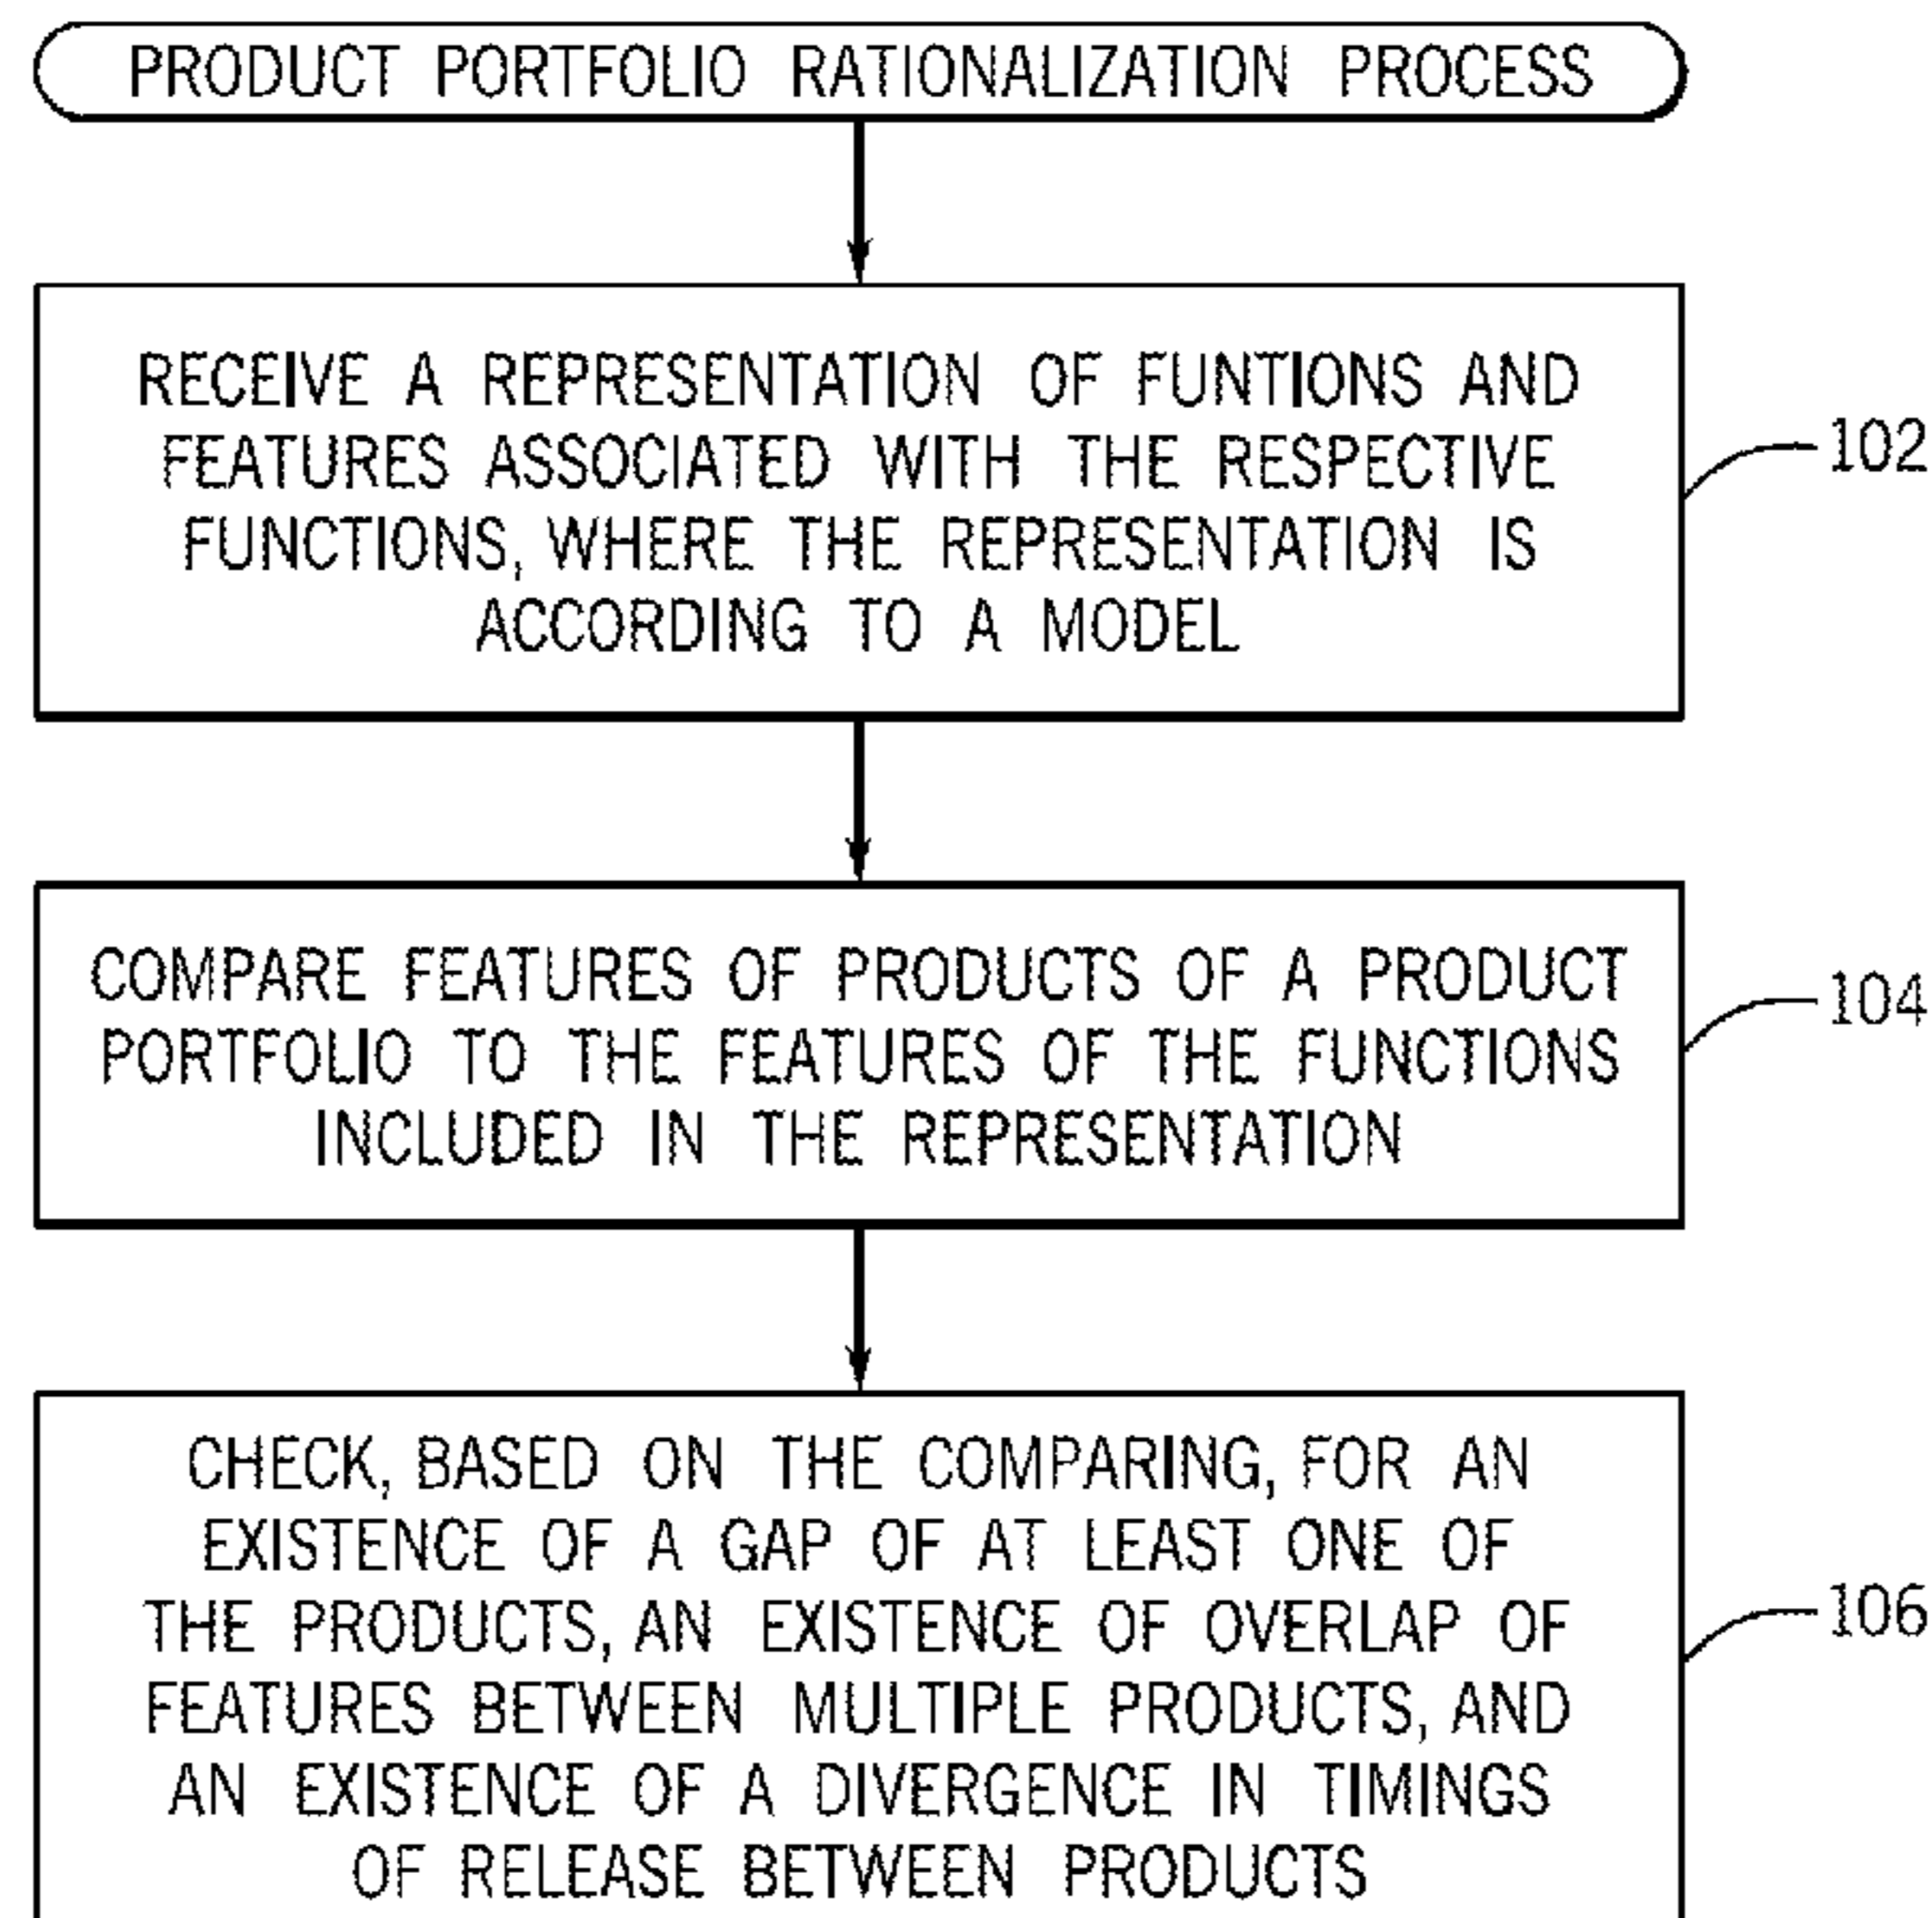 PRODUCT PORTFOLIO RATIONALIZATION PROCESS
RECEIVE A REPRESENTATION OF FUNTIONS AND
FEATURES ASSOCIATED WITH THE RESPECTIVE
FUNCTIONS, WHERE THE REPRESENTATION IS
ACCORDING TO A MODEL
102
COMPARE FEATURES OF PRODUCTS OF A PRODUCT
PORTFOLIO TO THE FEATURES OF THE FUNCTIONS
INCLUDED IN THE REPRESENTATION
104
CHECK, BASED ON THE COMPARING, FOR AN
EXISTENCE OF A GAP OF AT LEAST ONE OF
THE PRODUCTS, AN EXISTENCE OF OVERLAP OF
FEATURES BETWEEN MULTIPLE PRODUCTS, AND
AN EXISTENCE OF A DIVERGENCE IN TIMINGS
OF RELEASE BETWEEN PRODUCTS
106